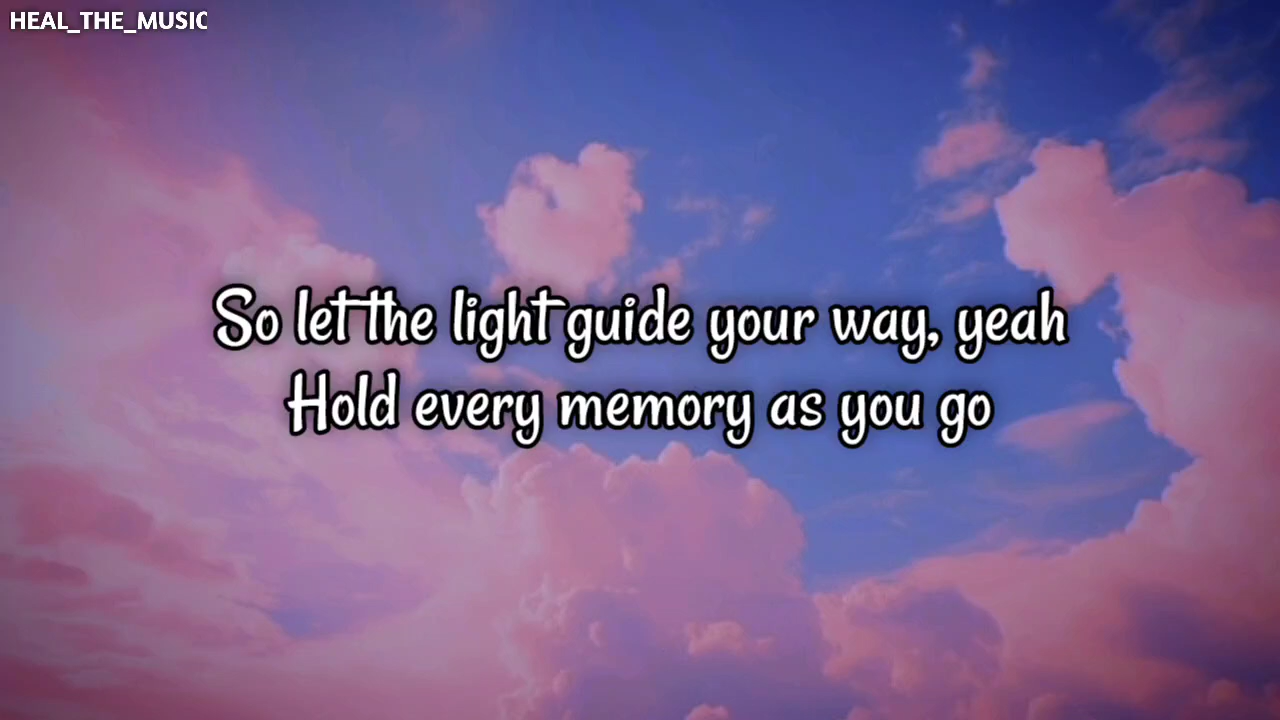 HEAL_THE_MUSIC
So let the light guide your way, yeah
Hold every memory as you go